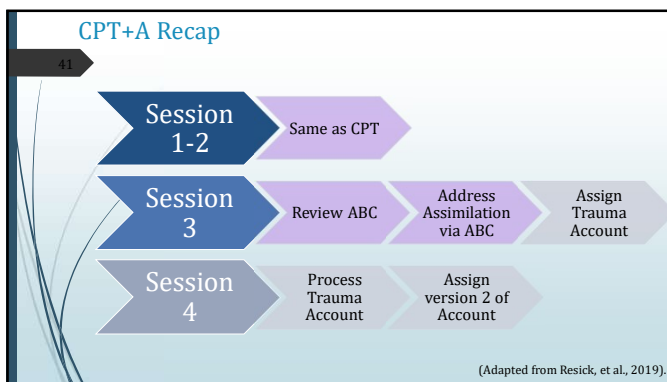 CPT+A Recap
41
Session
1-2
Same as CPT
Session
3
Review ABC
Address
Assimilation
via ABC
Assign
Trauma
Account
Session
4
Process
Trauma
Account
Assign
version 2 of
Account
(Adapted from Resick, et al., 2019).